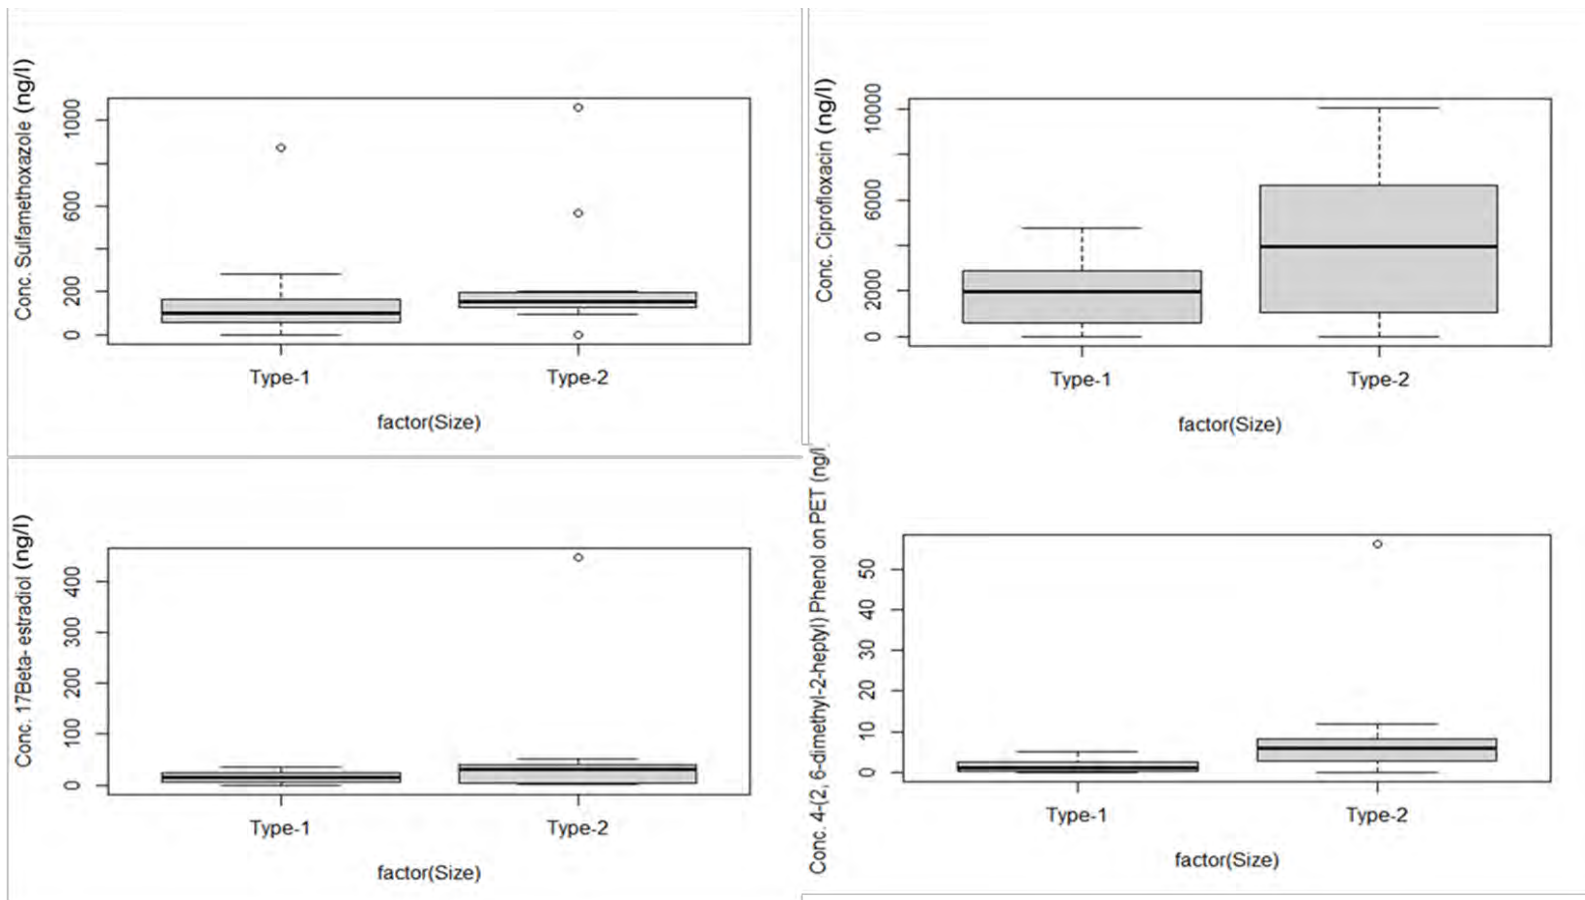 Conc. Sulfamethoxazole (ng/l)
1000
600
200
0
Type-1 Type-2
factor(Size)
Conc. Ciprofloxacin (ng/l)
10000
6000
2000
0
Type-1 Type-2
factor(Size)
Conc. 17Beta- estradiol (ng/l)
400
300
200
100
0
Type-1 Type-2
factor(Size)
Conc. 4-(2, 6-dimethyl-2-heptyl) Phenol on PET (ng/l
50
40
30
20
10
0
Type-1 Type-2
factor(Size)